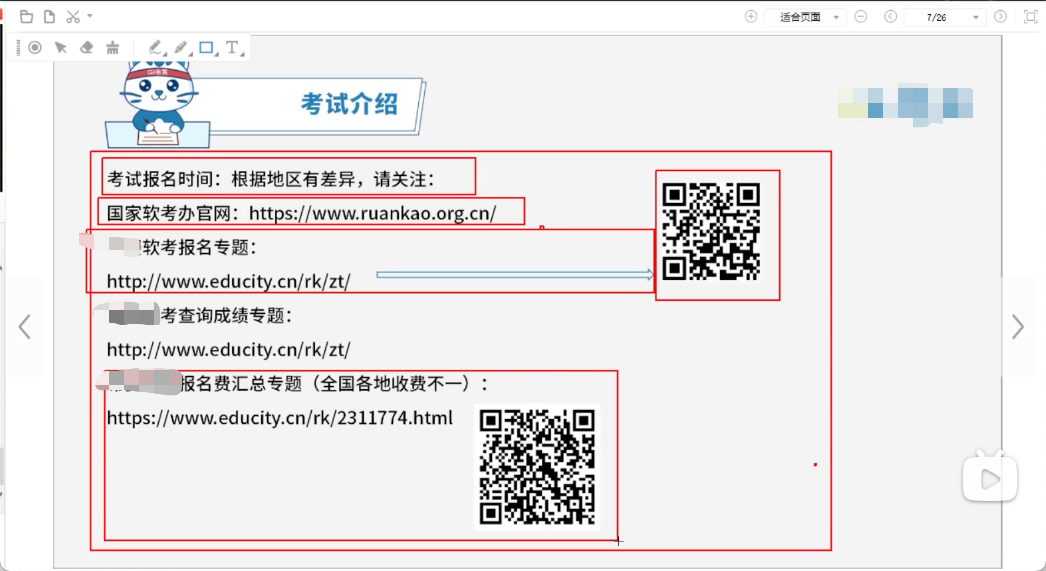 适合页面
7/26
T
考试介绍
考试报名时间：根据地区有差异，请关注：
国家软考办官网：https://www.ruankao.org.cn/
软考报名专题：
http://www.educity.cn/rk/zt/
考查询成绩专题：
http://www.educity.cn/rk/zt/
报名费汇总专题（全国各地收费不一）：
https://www.educity.cn/rk/2311774.html